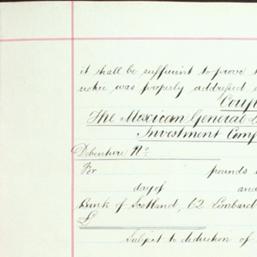 it shall be sufficient to prove
notice was properly addressed
Coup
The Mexican General
Investment Comp
Debenture No.
For pounds
day of and
Bank of Scotland, 62 Lombard
£
Subject to deduction of